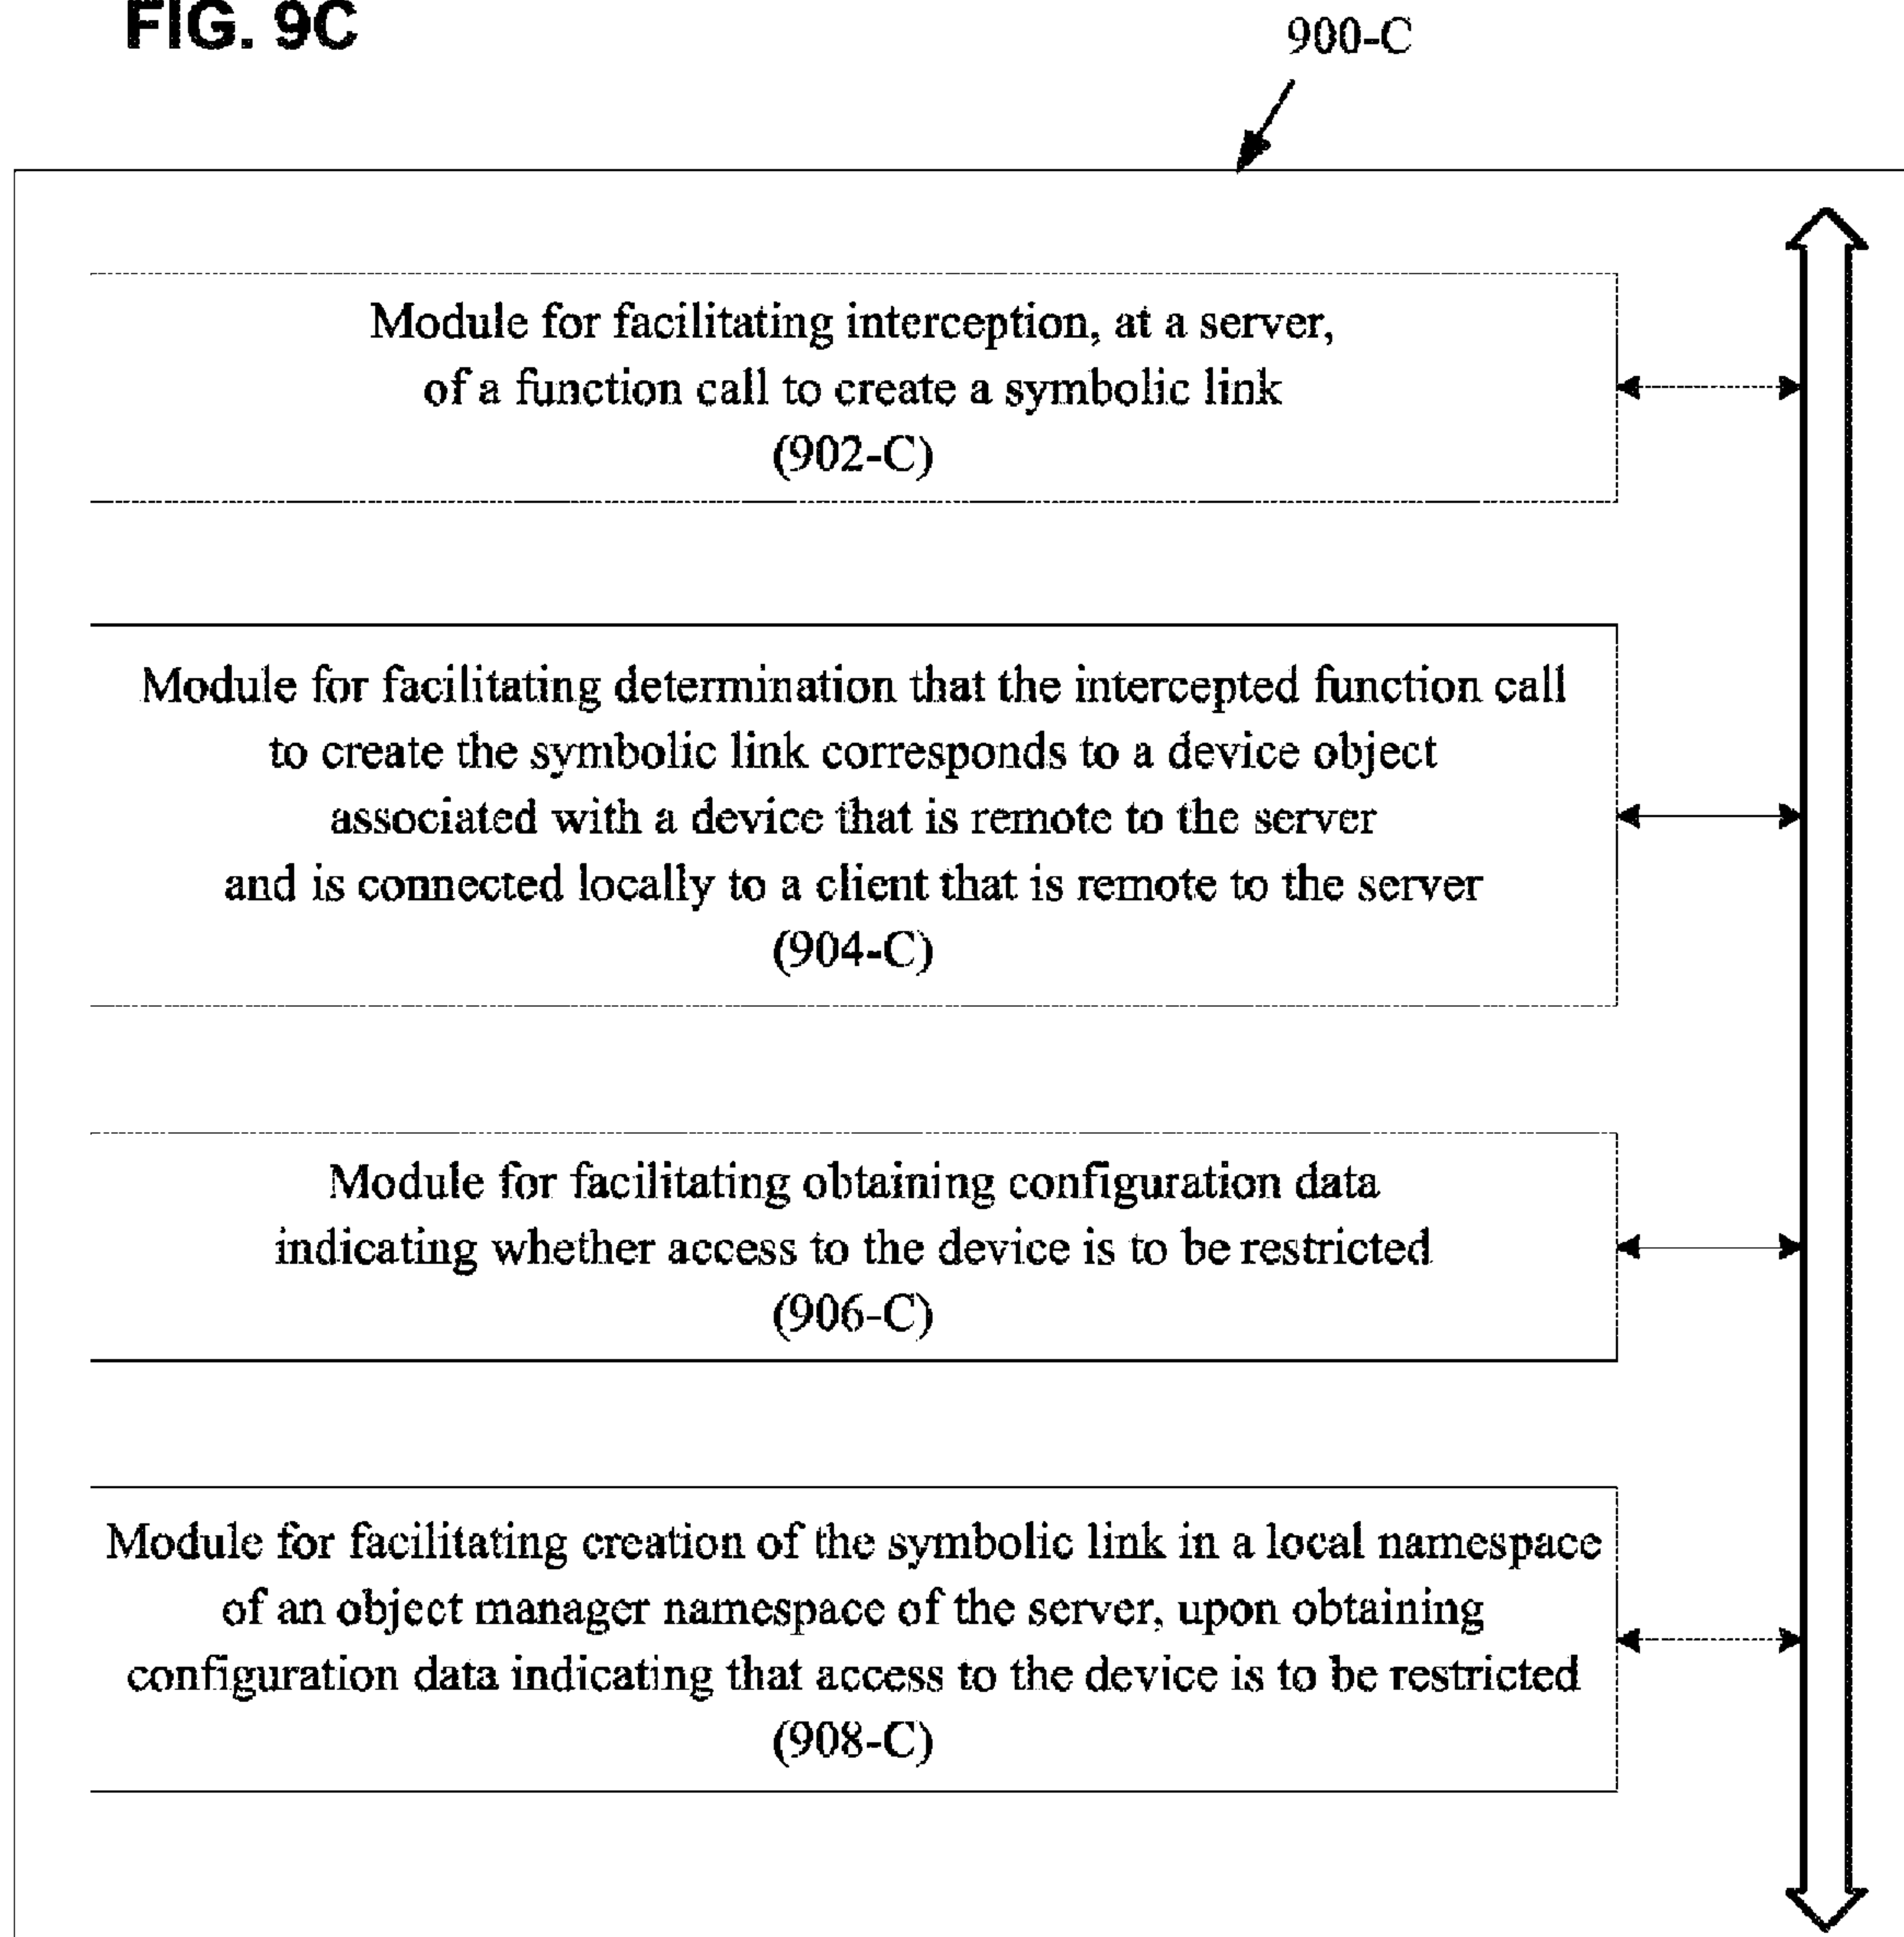 FIG. 9C
900-C
Module for facilitating interception, at a server,
of a function call to create a symbolic link
(902-C)
Module for facilitating determination that the intercepted function call
to create the symbolic link corresponds to a device object
associated with a device that is remote to the server
and is connected locally to a client that is remote to the server
(904-C)
Module for facilitating obtaining configuration data
indicating whether access to the device is to be restricted
(906-C)
Module for facilitating creation of the symbolic link in a local namespace
of an object manager namespace of the server, upon obtaining
configuration data indicating that access to the device is to be restricted
(908-C)